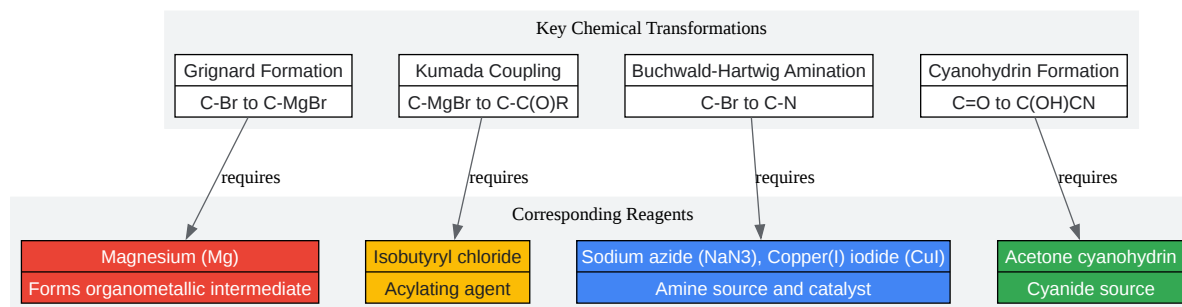 Key Chemical Transformations
Grignard Formation
C-Br to C-MgBr
Kumada Coupling
C-MgBr to C-C(O)R
Buchwald-Hartwig Amination
C-Br to C-N
Cyanohydrin Formation
C=O to C(OH)CN
requires
requires
requires
requires
Corresponding Reagents
Magnesium (Mg)
Forms organometallic intermediate
Isobutyryl chloride
Acylating agent
Sodium azide (NaN3), Copper(I) iodide (CuI)
Amine source and catalyst
Acetone cyanohydrin
Cyanide source